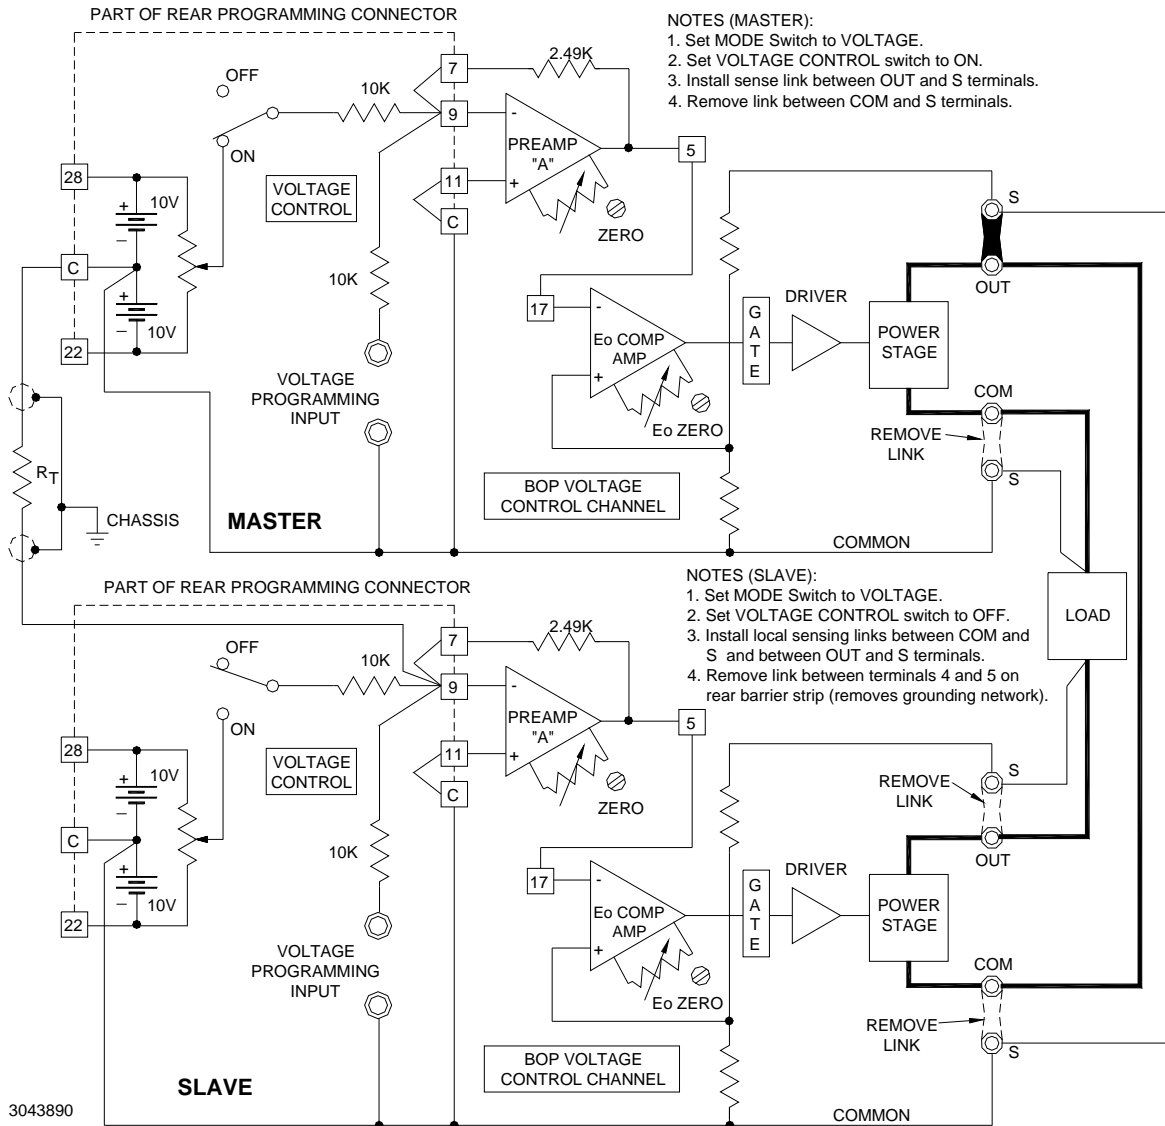 PART OF REAR PROGRAMMING CONNECTOR
NOTES (MASTER):
1. Set MODE Switch to VOLTAGE.
2. Set VOLTAGE CONTROL switch to ON.
3. Install sense link between OUT and S terminals.
4. Remove link between COM and S terminals.
7
2.49K
OFF
10K
9
-
PREAMP
"A"
5
ON
28
VOLTAGE
CONTROL
11
+
C
+
10V
–
ZERO
S
10K
C
OUT
17
-
DRIVER
G
A
T
E
Eo COMP
AMP
POWER
STAGE
+
–
10V
22
VOLTAGE
PROGRAMMING
INPUT
+
Eo ZERO
COM
REMOVE
LINK
S
RT
BOP VOLTAGE
CONTROL CHANNEL
CHASSIS
MASTER
COMMON
PART OF REAR PROGRAMMING CONNECTOR
NOTES (SLAVE):
1. Set MODE Switch to VOLTAGE.
2. Set VOLTAGE CONTROL switch to OFF.
3. Install local sensing links between COM and
S and between OUT and S terminals.
4. Remove link between terminals 4 and 5 on
rear barrier strip (removes grounding network).
LOAD
7
2.49K
OFF
10K
9
-
PREAMP
"A"
5
ON
28
VOLTAGE
CONTROL
11
+
C
+
10V
–
ZERO
S
REMOVE
LINK
10K
C
OUT
17
-
DRIVER
G
A
T
E
Eo COMP
AMP
POWER
STAGE
+
–
10V
22
VOLTAGE
PROGRAMMING
INPUT
+
Eo ZERO
COM
REMOVE
LINK
S
BOP VOLTAGE
CONTROL CHANNEL
SLAVE
COMMON
3043890